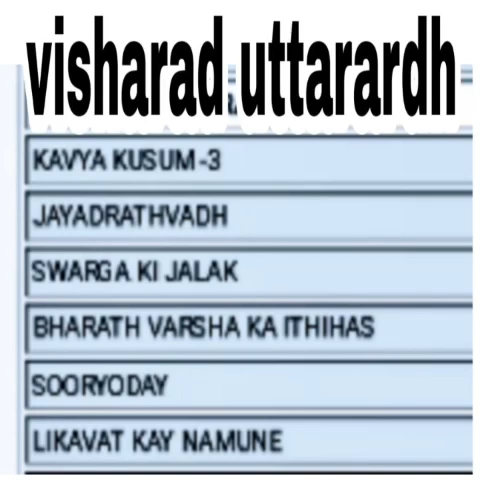 visharad uttarardh
KAVYA KUSUM-3
JAYADRATHVADH
SWARGA KI JALAK
BHARATH VARSHA KA ITHIHAS
SOORYODAY
LIKAVAT KAY NAMUNE